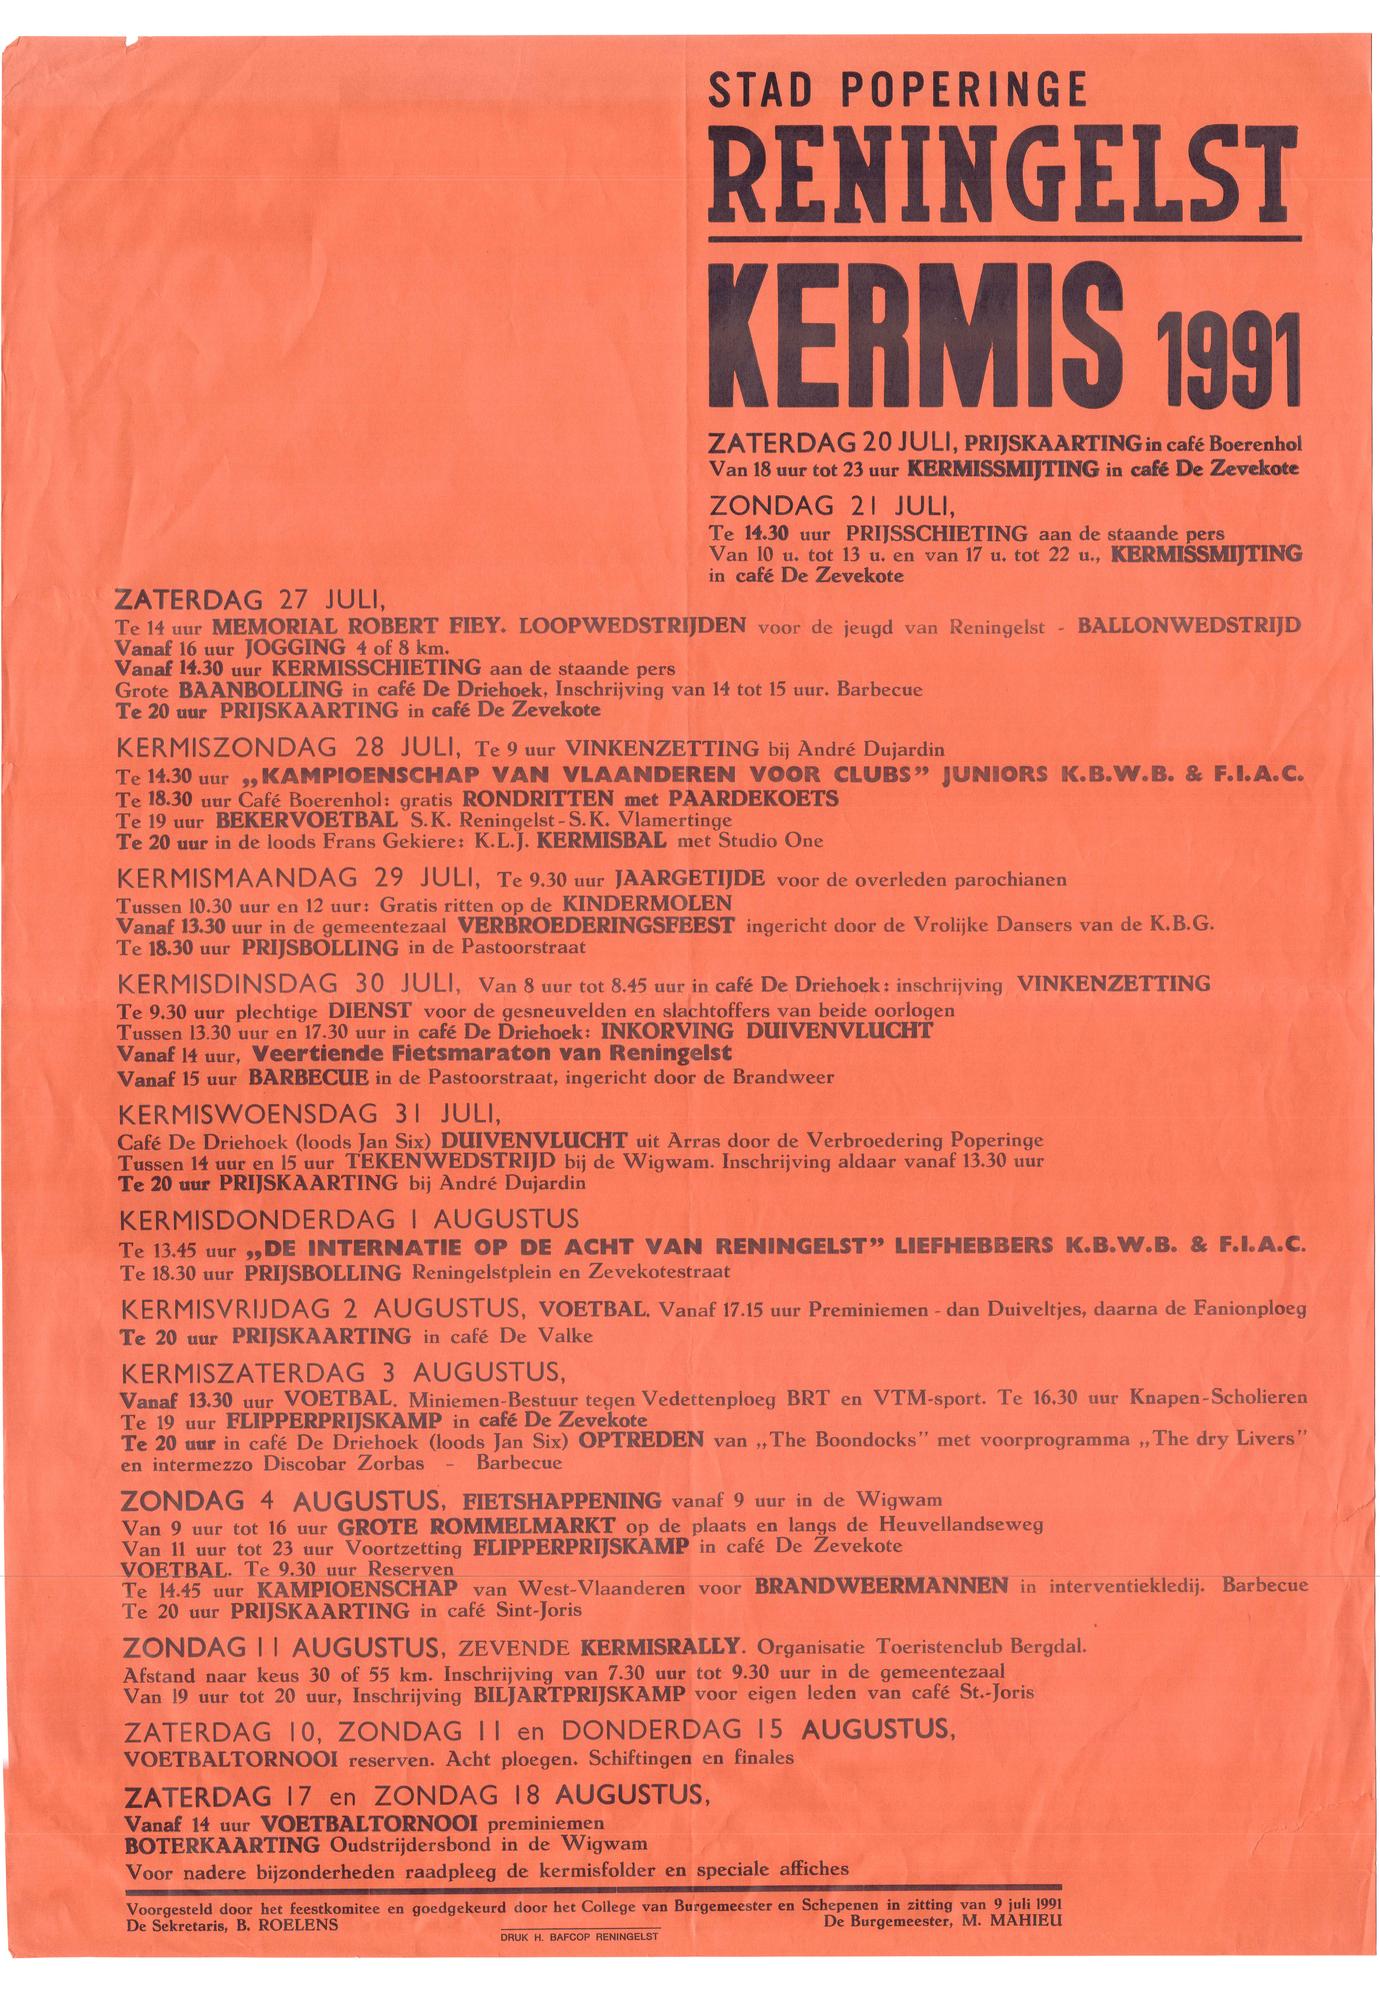 STAD POPERINGE
RENINGELST
KERMIS 1991
ZATERDAG 20 JULI, PRIJSKAARTING in café Boerenhol
Van 18 uur tot 23 uur KERMISSMIJTING in café De Zevekote
ZONDAG 21 JULI,
Te 14.30 uur PRIJSSCHIETING aan de staande pers
Van 10 u. tot 13 u. en van 17 u. tot 22 u., KERMISSMIJTING
in café De Zevekote
ZATERDAG 27 JULI,
Te 14 uur MEMORIAL ROBERT FIEY. LOOPWEDSTRIJDEN voor de jeugd van Reningelst - BALLONWEDSTRIJD
Vanaf 16 uur JOGGING 4 of 8 km.
Vanaf 14.30 uur KERMISSCHIETING aan de staande pers
Grote BAANBOLLING in café De Driehoek, Inschrijving van 14 tot 15 uur. Barbecue
Te 20 uur PRIJSKAARTING in café De Zevekote
KERMISZONDAG 28 JULI, Te 9 uur VINKENZETTING bij André Dujardin
Te 14.30 uur „KAMPIOENSCHAP VAN VLAANDEREN VOOR CLUBS” JUNIORS K.B.W.B. & F.I.A.C.
Te 18.30 uur Café Boerenhol: gratis RONDRITTEN met PAARDEKOETS
Te 19 uur BEKERVOETBAL S.K. Reningelst - S.K. Vlamertinge
Te 20 uur in de loods Frans Gekiere: K.L.J. KERMISBAL met Studio One
KERMISMAANDAG 29 JULI, Te 9.30 uur JAARGETIJDE voor de overleden parochianen
Tussen 10.30 uur en 12 uur: Gratis ritten op de KINDERMOLEN
Vanaf 13.30 uur in de gemeentezaal VERBROEDERINGSFEEST ingericht door de Vrolijke Dansers van de K.B.G.
Te 18.30 uur PRIJSBOLLING in de Pastoorstraat
KERMISDINSDAG 30 JULI, Van 8 uur tot 8.45 uur in café De Driehoek: inschrijving VINKENZETTING
Te 9.30 uur plechtige DIENST voor de gesneuvelden en slachtoffers van beide oorlogen
Tussen 13.30 uur en 17.30 uur in café De Driehoek: INKORVING DUIVENVLUCHT
Vanaf 14 uur, Veertiende Fietsmaraton van Reningelst
Vanaf 15 uur BARBECUE in de Pastoorstraat, ingericht door de Brandweer
KERMISWOENSDAG 31 JULI,
Café De Driehoek (loods Jan Six) DUIVENVLUCHT uit Arras door de Verbroedering Poperinge
Tussen 14 uur en 15 uur TEKENWEDSTRIJD bij de Wigwam. Inschrijving aldaar vanaf 13.30 uur
Te 20 uur PRIJSKAARTING bij André Dujardin
KERMISDONDERDAG 1 AUGUSTUS
Te 13.45 uur „DE INTERNATIE OP DE ACHT VAN RENINGELST” LIEFHEBBERS K.B.W.B. & F.I.A.C.
Te 18.30 uur PRIJSBOLLING Reningelstplein en Zevekotestraat
KERMISVRIJDAG 2 AUGUSTUS, VOETBAL. Vanaf 17.15 uur Preminiemen - dan Duiveltjes, daarna de Fanionploeg
Te 20 uur PRIJSKAARTING in café De Valke
KERMISZATERDAG 3 AUGUSTUS,
Vanaf 13.30 uur VOETBAL. Miniemen-Bestuur tegen Vedettenploeg BRT en VTM-sport. Te 16.30 uur Knapen-Scholieren
Te 19 uur FLIPPERPRIJSKAMP in café De Zevekote
Te 20 uur in café De Driehoek (loods Jan Six) OPTREDEN van „The Boondocks” met voorprogramma „The dry Livers”
en intermezzo Discobar Zorbas - Barbecue
ZONDAG 4 AUGUSTUS, FIETSHAPPENING vanaf 9 uur in de Wigwam
Van 9 uur tot 16 uur GROTE ROMMELMARKT op de plaats en langs de Heuvellandseweg
Van 11 uur tot 23 uur Voortzetting FLIPPERPRIJSKAMP in café De Zevekote
VOETBAL. Te 9.30 uur Reserven
Te 14.45 uur KAMPIOENSCHAP van West-Vlaanderen voor BRANDWEERMANNEN in interventiekledij. Barbecue
Te 20 uur PRIJSKAARTING in café Sint-Joris
ZONDAG 11 AUGUSTUS, ZEVENDE KERMISRALLY. Organisatie Toeristenclub Bergdal.
Afstand naar keus 30 of 55 km. Inschrijving van 7.30 uur tot 9.30 uur in de gemeentezaal
Van 19 uur tot 20 uur, Inschrijving BILJARTPRIJSKAMP voor eigen leden van café St.-Joris
ZATERDAG 10, ZONDAG 11 en DONDERDAG 15 AUGUSTUS,
VOETBALTORNOOI reserven. Acht ploegen. Schiftingen en finales
ZATERDAG 17 en ZONDAG 18 AUGUSTUS,
Vanaf 14 uur VOETBALTORNOOI preminiemen
BOTERKAARTING Oudstrijdersbond in de Wigwam
Voor nadere bijzonderheden raadpleeg de kermisfolder en speciale affiches
Voorgesteld door het feestkomitee en goedgekeurd door het College van Burgemeester en Schepenen in zitting van 9 juli 1991
De Sekretaris, B. ROELENS De Burgemeester, M. MAHIEU
DRUK H. BAFCOP RENINGELST